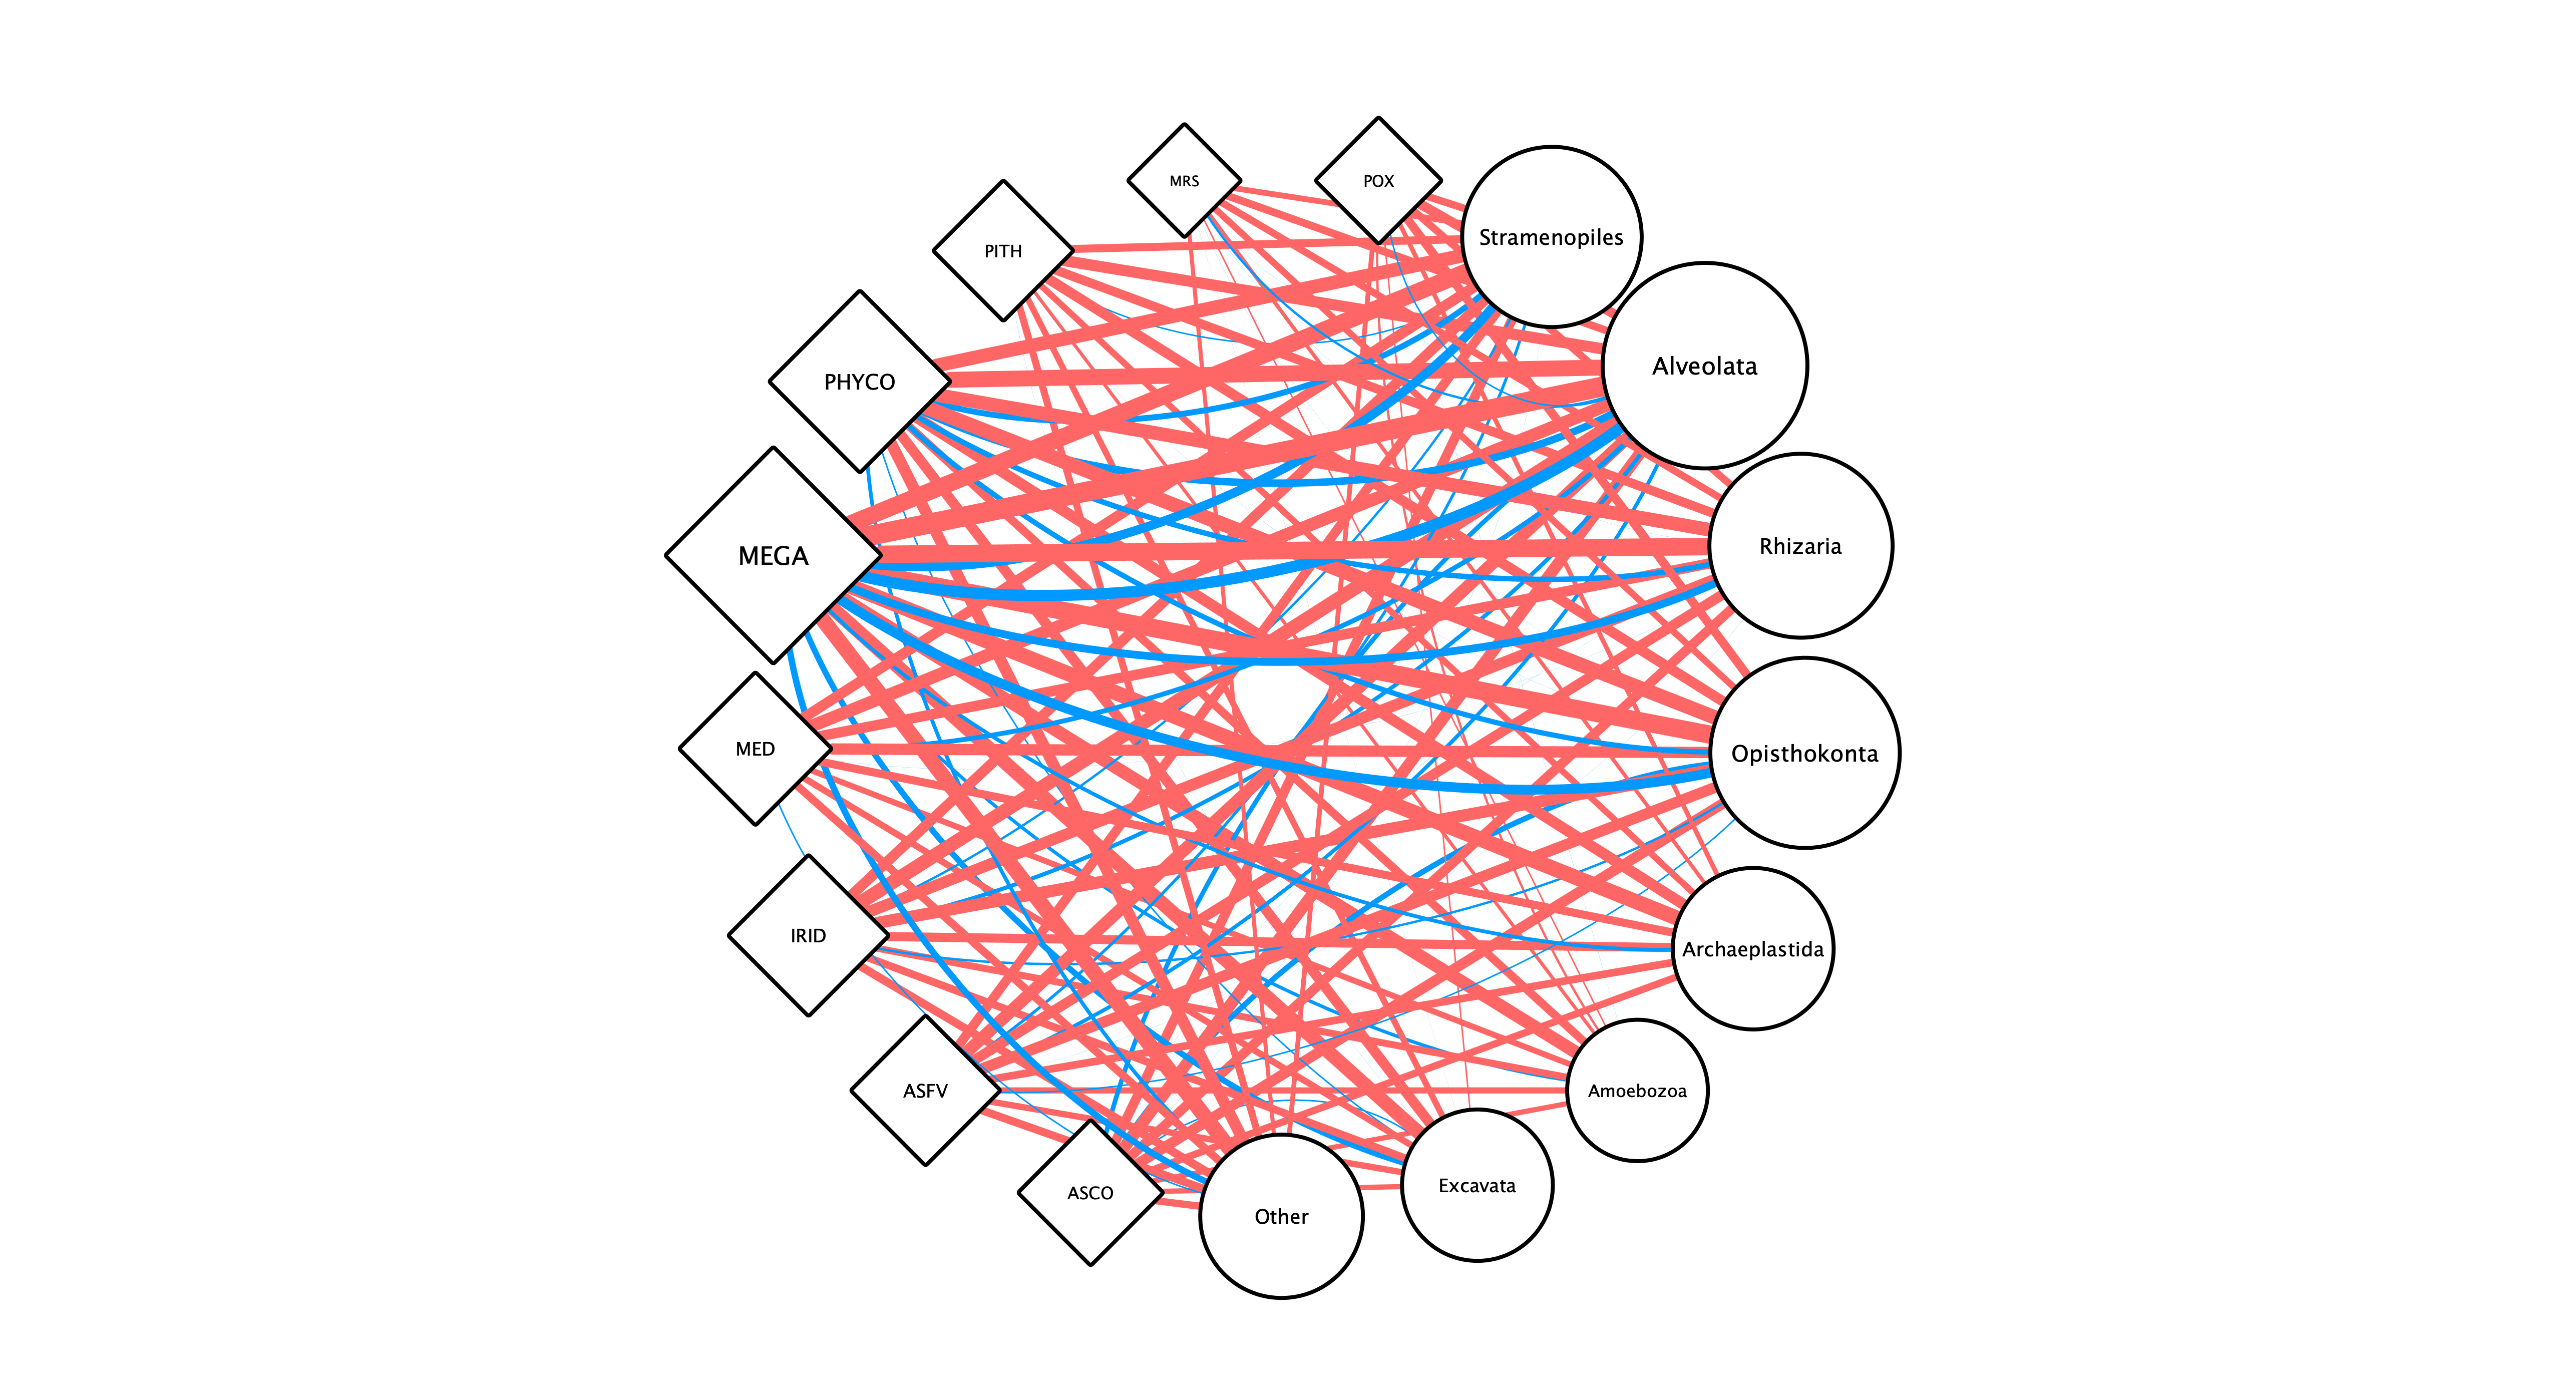 MRS
POX
Stramenopiles
PITH
Alveolata
PHYCO
Rhizaria
MEGA
MED
Opisthokonta
IRID
Archaeplastida
ASFV
Amoebozoa
ASCO
Excavata
Other